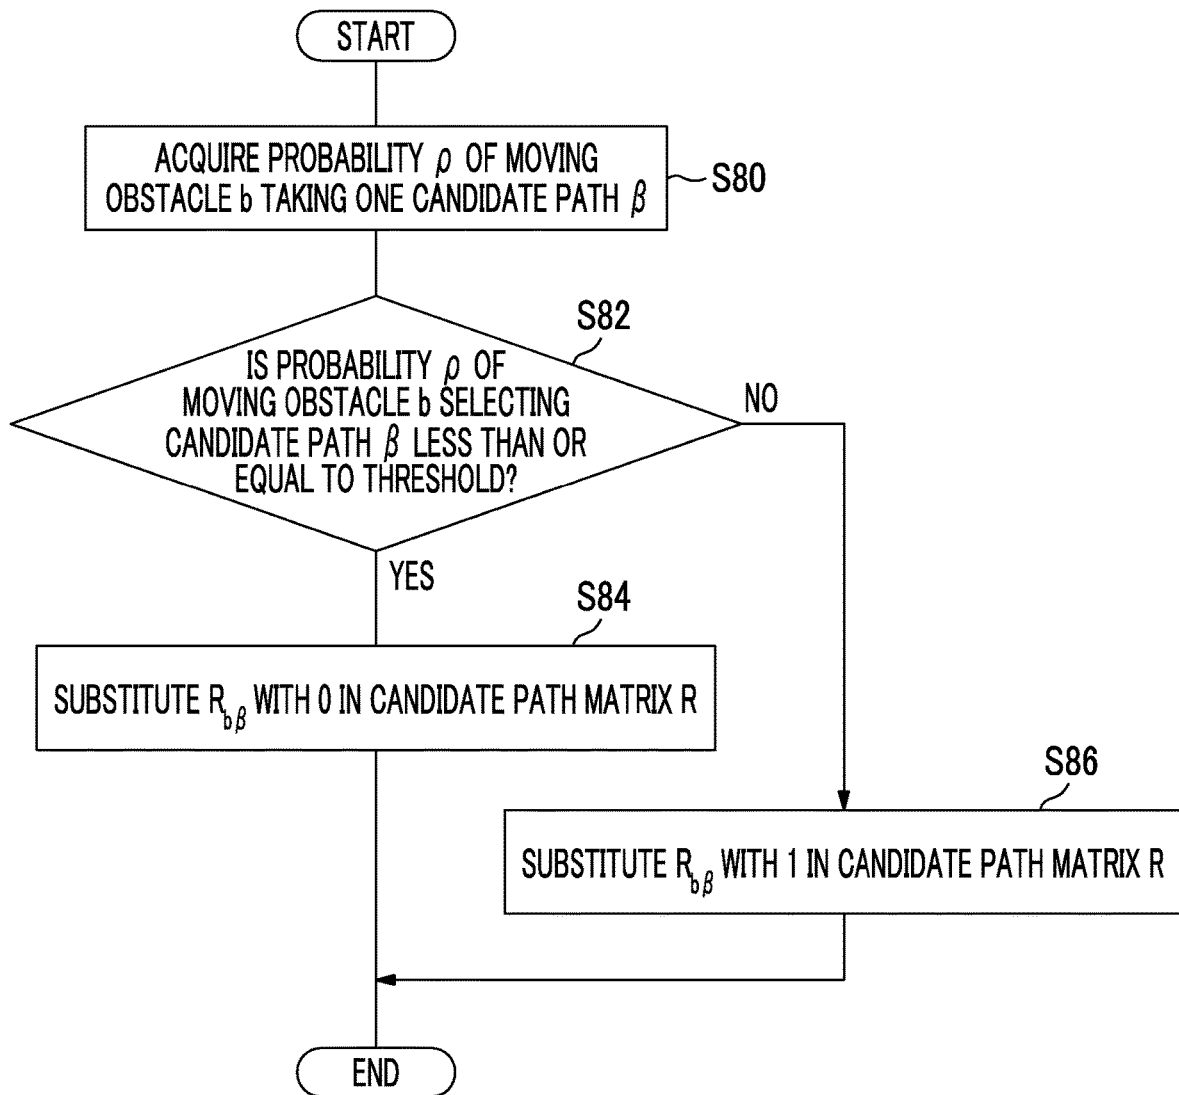 START
ACQUIRE PROBABILITY ρ OF MOVING
OBSTACLE b TAKING ONE CANDIDATE PATH β
S80
S82
IS PROBABILITY ρ OF
MOVING OBSTACLE b SELECTING
CANDIDATE PATH β LESS THAN OR
EQUAL TO THRESHOLD?
NO
YES
S84
SUBSTITUTE R_bβ WITH 0 IN CANDIDATE PATH MATRIX R
S86
SUBSTITUTE R_bβ WITH 1 IN CANDIDATE PATH MATRIX R
END